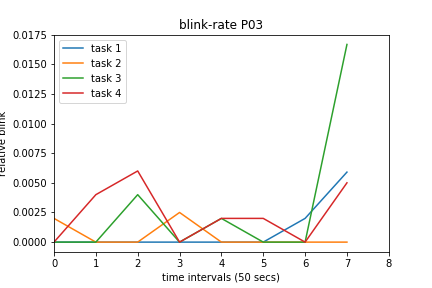 blink-rate P03
task 1
task 2
task 3
task 4
0.0175
0.0150
0.0125
0.0100
0.0075
0.0050
0.0025
0.0000
relative blink
0 1 2 3 4 5 6 7 8
time intervals (50 secs)